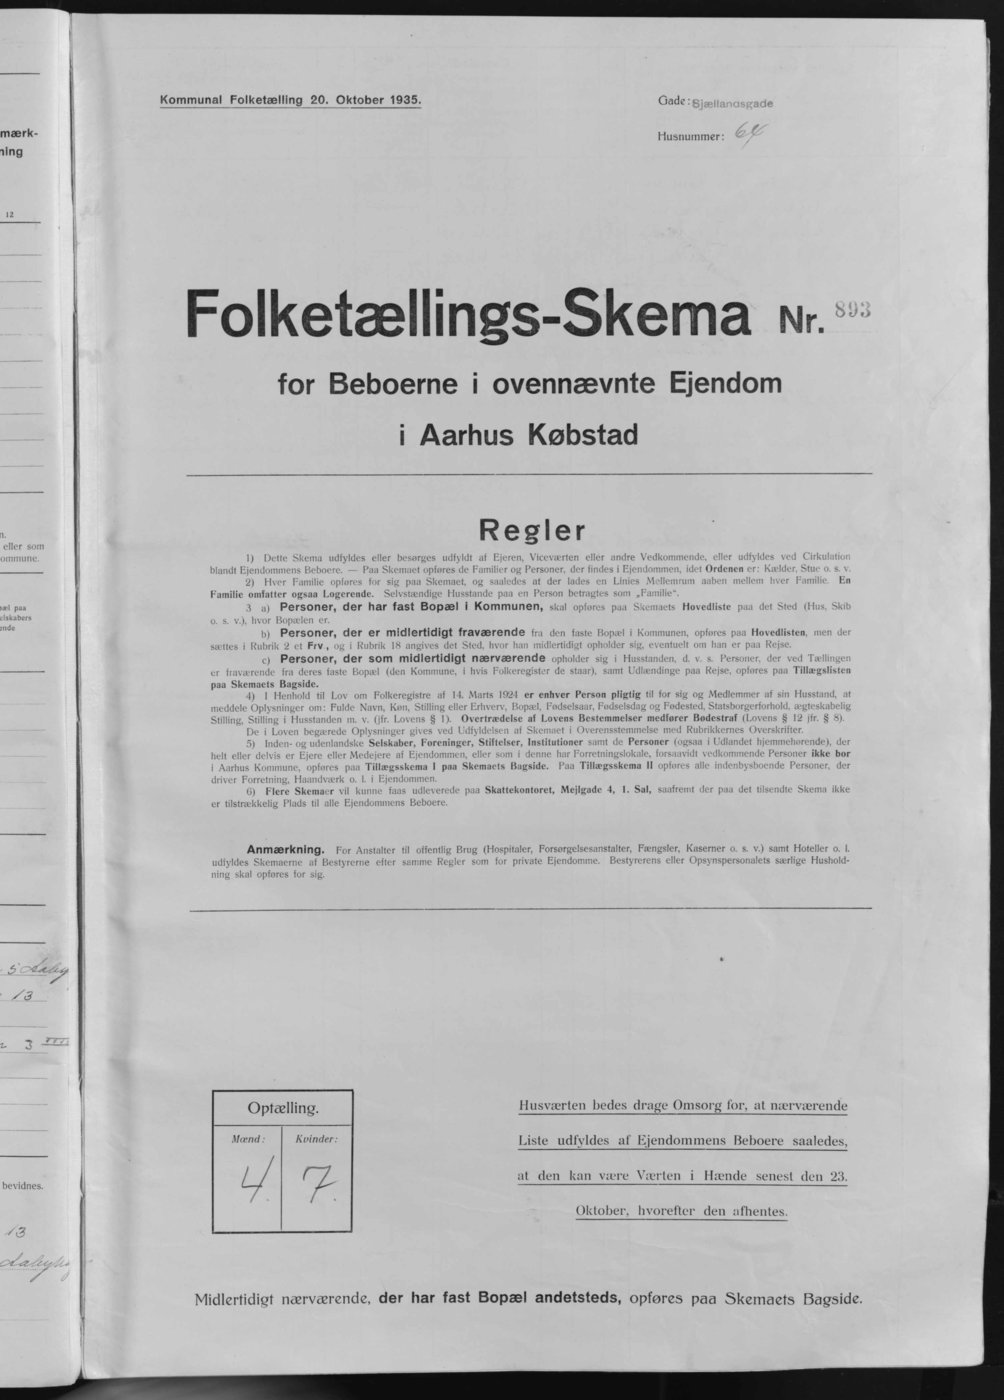 Kommunal Folketælling 20. Oktober 1935.
Gade: Sjællandsgade
Husnummer: 64
Folketællings-Skema Nr. 893
for Beboerne i ovennævnte Ejendom
i Aarhus Købstad
Regler
1) Dette Skema udfyldes eller besørges udfyldt af Ejeren, Viceværten eller andre Vedkommende, eller udfyldes ved Cirkulation
blandt Ejendommens Beboere. — Paa Skemaet opføres de Familier og Personer, der findes i Ejendommen, idet Ordenen er: Kælder, Stue o. s. v.
2) Hver Familie opføres for sig paa Skemaet, og saaledes at der lades en Linies Mellemrum aaben mellem hver Familie. En
Familie omfatter ogsaa Logerende. Selvstændige Husstande paa en Person betragtes som „Familie“.
3 a) Personer, der har fast Bopæl i Kommunen, skal opføres paa Skemaets Hovedliste paa det Sted (Hus, Skib
o. s. v.), hvor Bopælen er.
b) Personer, der er midlertidigt fraværende fra den faste Bopæl i Kommunen, opføres paa Hovedlisten, men der
sættes i Rubrik 2 et Frv., og i Rubrik 18 angives det Sted, hvor han midlertidigt opholder sig, eventuelt om han er paa Rejse.
c) Personer, der som midlertidigt nærværende opholder sig i Husstanden, d. v. s. Personer, der ved Tællingen
er fraværende fra deres faste Bopæl (den Kommune, i hvis Folkeregister de staar), samt Udlændinge paa Rejse, opføres paa Tillægslisten
paa Skemaets Bagside.
4) I Henhold til Lov om Folkeregistre af 14. Marts 1924 er enhver Person pligtig til for sig og Medlemmer af sin Husstand, at
meddele Oplysninger om: Fulde Navn, Køn, Stilling eller Erhverv, Bopæl, Fødselsaar, Fødselsdag og Fødested, Statsborgerforhold, ægteskabelig
Stilling, Stilling i Husstanden m. v. (jfr. Lovens § 1). Overtrædelse af Lovens Bestemmelser medfører Bødestraf (Lovens § 12 jfr. § 8).
De i Loven begærede Oplysninger gives ved Udfyldelsen af Skemaet i Overensstemmelse med Rubrikkernes Overskrifter.
5) Inden- og udenlandske Selskaber, Foreninger, Stiftelser, Institutioner samt de Personer (ogsaa i Udlandet hjemmehørende), der
helt eller delvis er Ejere eller Medejere af Ejendommen, eller som i denne har Forretningslokale, forsaavidt vedkommende Personer ikke bor
i Aarhus Kommune, opføres paa Tillægsskema I paa Skemaets Bagside. Paa Tillægsskema II opføres alle indenbysboende Personer, der
driver Forretning, Haandværk o. l. i Ejendommen.
6) Flere Skemaer vil kunne faas udleverede paa Skattekontoret, Mejlgade 4, 1. Sal, saafremt der paa det tilsendte Skema ikke
er tilstrækkelig Plads til alle Ejendommens Beboere.
Anmærkning. For Anstalter til offentlig Brug (Hospitaler, Forsørgelsesanstalter, Fængsler, Kaserner o. s. v.) samt Hoteller o. l.
udfyldes Skemaerne af Bestyrerne efter samme Regler som for private Ejendomme. Bestyrerens eller Opsynspersonalets særlige Hushold-
ning skal opføres for sig.
Optælling.
Mænd: Kvinder:
4. 7.
Husværten bedes drage Omsorg for, at nærværende
Liste udfyldes af Ejendommens Beboere saaledes,
at den kan være Værten i Hænde senest den 23.
Oktober, hvorefter den afhentes.
Midlertidigt nærværende, der har fast Bopæl andetsteds, opføres paa Skemaets Bagside.
mærk-
ning
12
n.
eller som
ommune.
pæl paa
elskabers
ende
5 Aaby
13
3
bevidnes.
13